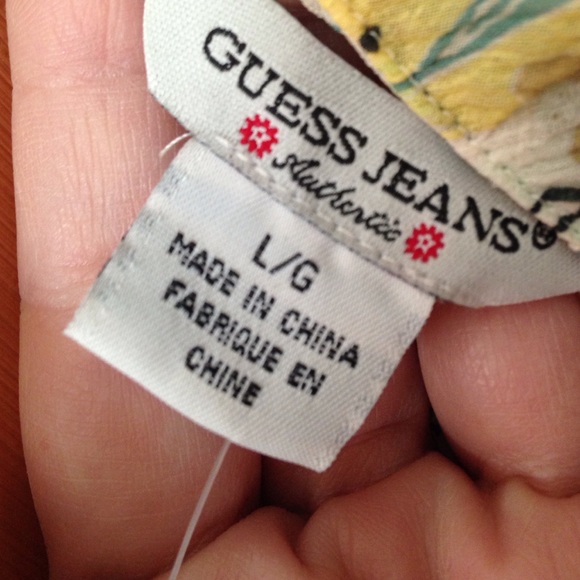 GUESS JEANS®
Authentic
L/G
MADE IN CHINA
FABRIQUE EN
CHINE